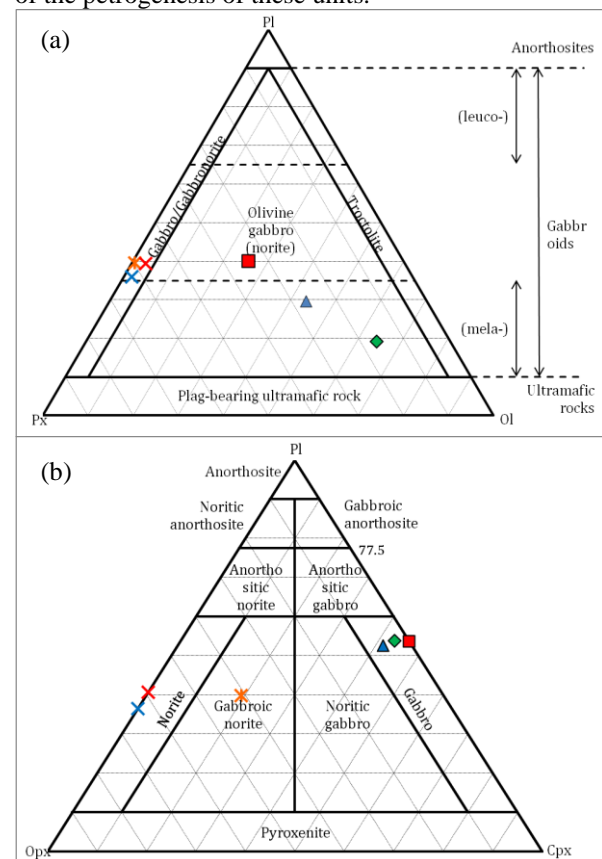 of the petrogenesis of these units.
(a)
Pl
Anorthosites
(leuco-)
Gabbro/Gabbronorite
Troctolite
Olivine
gabbro
(norite)
Gabbr
oids
(mela-)
Plag-bearing ultramafic rock
Ultramafic
rocks
Px
Ol
(b)
Pl
Anorthosite
Noritic
anorthosite
Gabbroic
anorthosite
77.5
Anortho
sitic
norite
Anortho
sitic
gabbro
Norite
Gabbroic
norite
Noritic
gabbro
Gabbro
Pyroxenite
Opx
Cpx